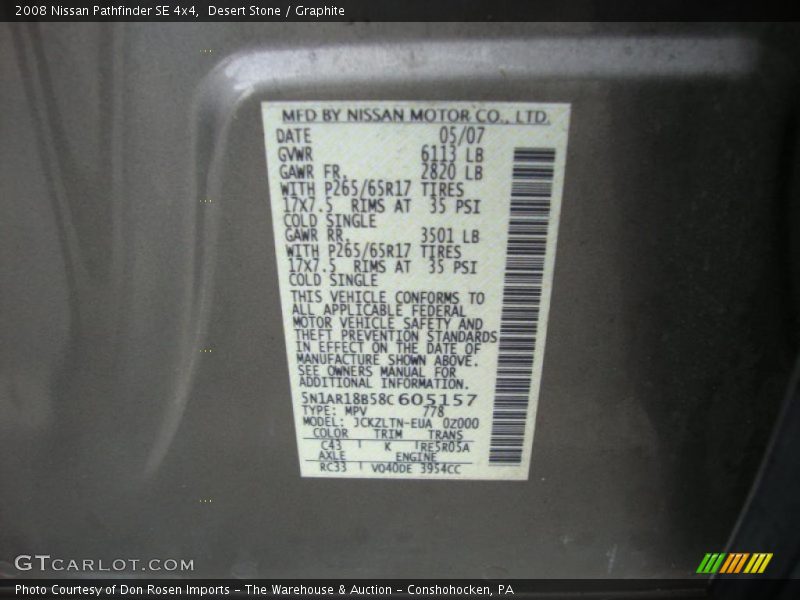 2008 Nissan Pathfinder SE 4x4, Desert Stone / Graphite
MFD BY NISSAN MOTOR CO., LTD.
DATE 05/07
GVWR 6113 LB
GAWR FR. 2820 LB
WITH P265/65R17 TIRES
17X7.5 RIMS AT 35 PSI
COLD SINGLE
GAWR RR. 3501 LB
WITH P265/65R17 TIRES
17X7.5 RIMS AT 35 PSI
COLD SINGLE
THIS VEHICLE CONFORMS TO
ALL APPLICABLE FEDERAL
MOTOR VEHICLE SAFETY AND
THEFT PREVENTION STANDARDS
IN EFFECT ON THE DATE OF
MANUFACTURE SHOWN ABOVE.
SEE OWNERS MANUAL FOR
ADDITIONAL INFORMATION.
5N1AR18B58C605157
TYPE: MPV 778
MODEL: JCKZLTN-EUA 0Z000
COLOR TRIM TRANS
C43 K RE5R05A
AXLE ENGINE
RC33 VQ40DE 3954CC
GTCARLOT.COM
Photo Courtesy of Don Rosen Imports – The Warehouse & Auction – Conshohocken, PA